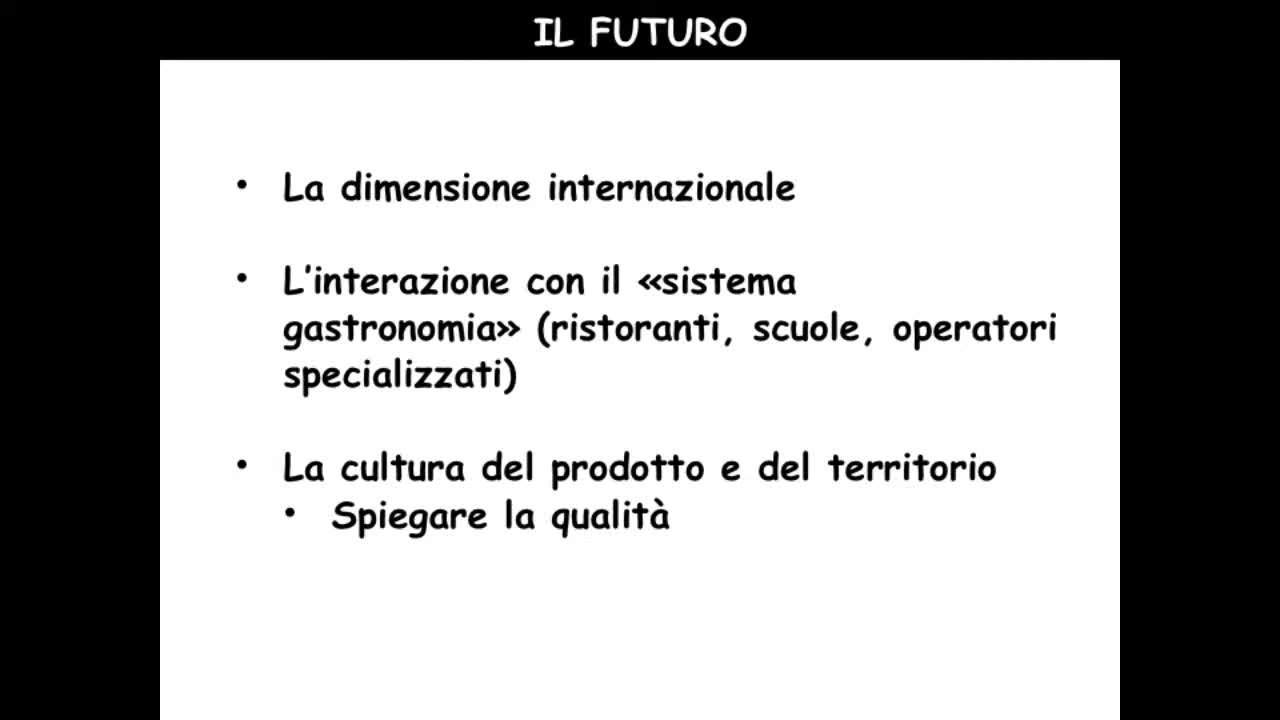 IL FUTURO
• La dimensione internazionale
• L'interazione con il «sistema
gastronomia» (ristoranti, scuole, operatori
specializzati)
• La cultura del prodotto e del territorio
• Spiegare la qualità